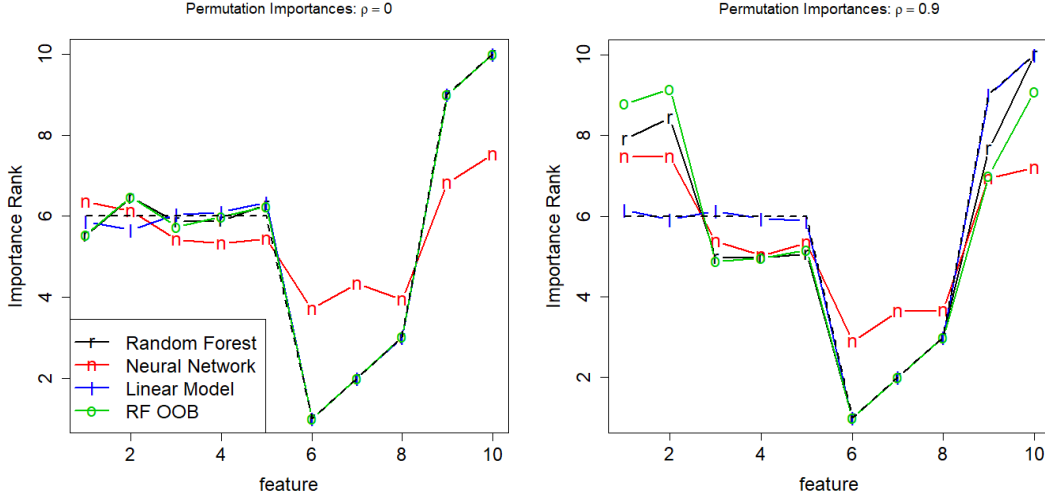 Permutation Importances: ρ = 0
Importance Rank
10
8
6
4
2
r Random Forest
n Neural Network
l Linear Model
o RF OOB
2 4 6 8 10
feature
Permutation Importances: ρ = 0.9
Importance Rank
10
8
6
4
2
2 4 6 8 10
feature